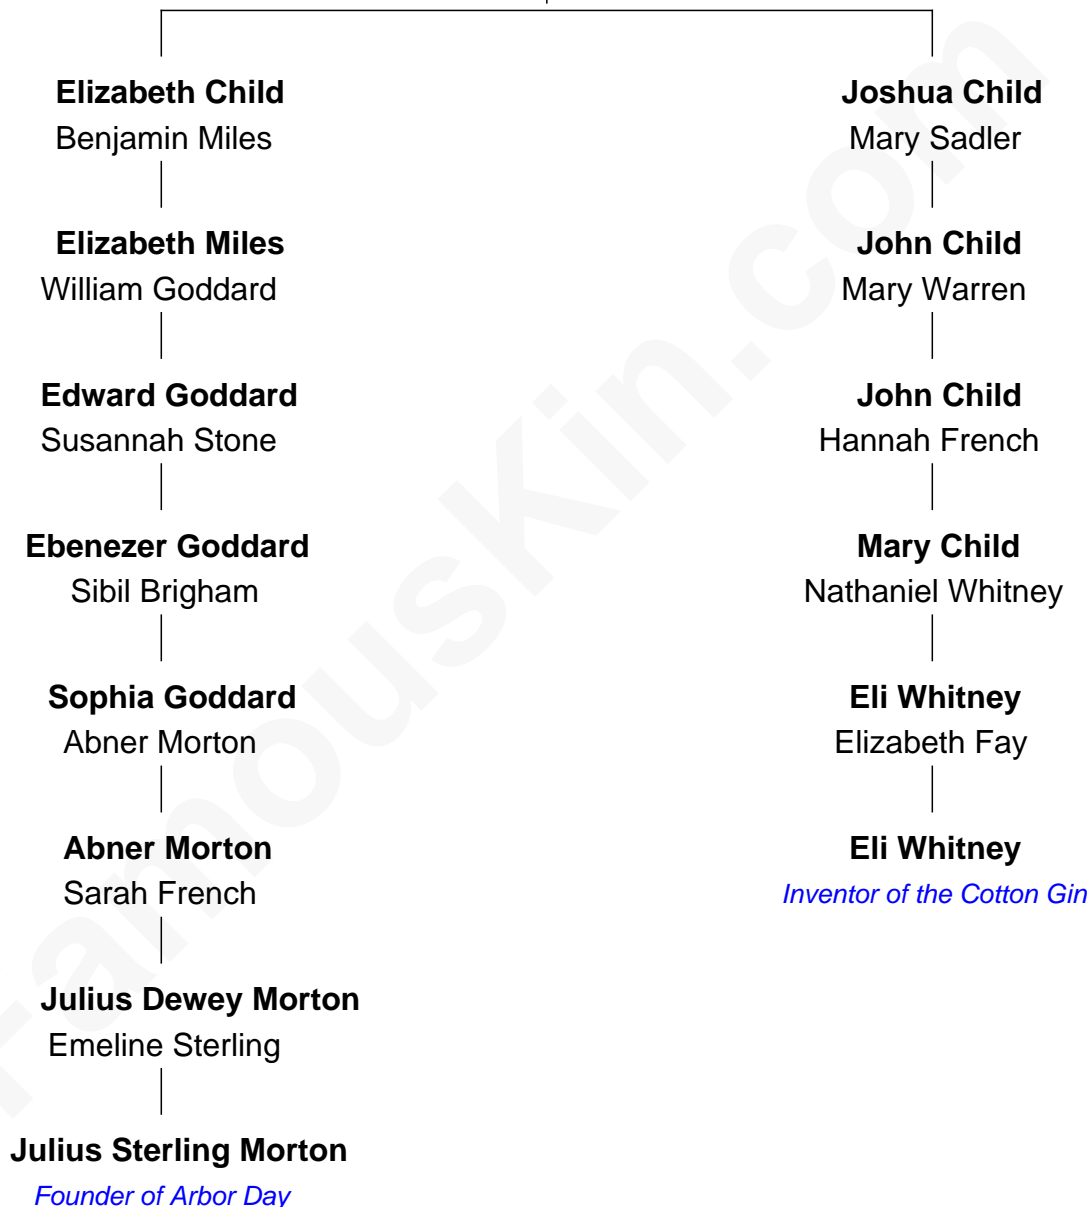 Elizabeth Child
Benjamin Miles
Elizabeth Miles
William Goddard
Edward Goddard
Susannah Stone
Ebenezer Goddard
Sibil Brigham
Sophia Goddard
Abner Morton
Abner Morton
Sarah French
Julius Dewey Morton
Emeline Sterling
Julius Sterling Morton
Founder of Arbor Day
Joshua Child
Mary Sadler
John Child
Mary Warren
John Child
Hannah French
Mary Child
Nathaniel Whitney
Eli Whitney
Elizabeth Fay
Eli Whitney
Inventor of the Cotton Gin
FamousKin.com